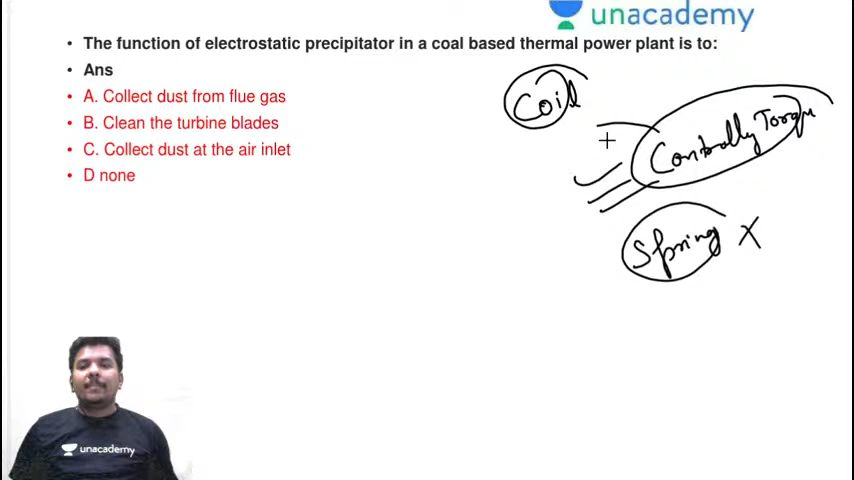 unacademy
The function of electrostatic precipitator in a coal based thermal power plant is to:
Ans
A. Collect dust from flue gas
B. Clean the turbine blades
C. Collect dust at the air inlet
D none
Coil
Controlly Torque
Spring X
unacademy